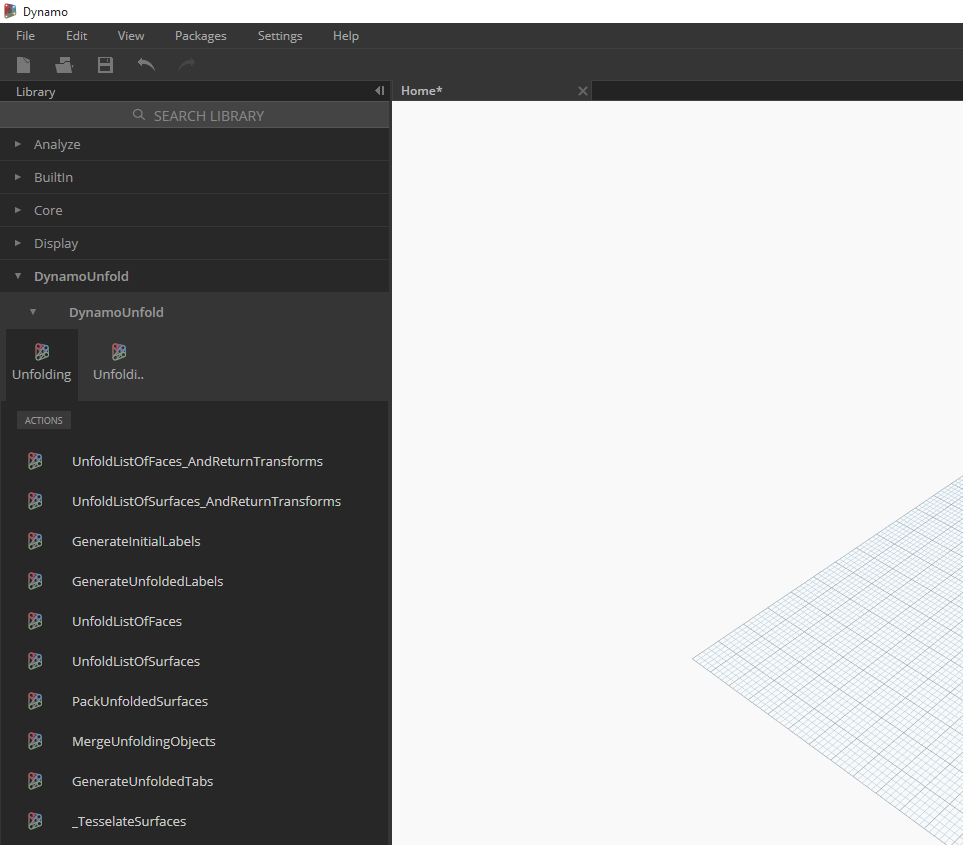 Dynamo
File Edit View Packages Settings Help
Library
Home*
SEARCH LIBRARY
Analyze
BuiltIn
Core
Display
DynamoUnfold
DynamoUnfold
Unfolding Unfoldi..
ACTIONS
UnfoldListOfFaces_AndReturnTransforms
UnfoldListOfSurfaces_AndReturnTransforms
GenerateInitialLabels
GenerateUnfoldedLabels
UnfoldListOfFaces
UnfoldListOfSurfaces
PackUnfoldedSurfaces
MergeUnfoldingObjects
GenerateUnfoldedTabs
_TesselateSurfaces